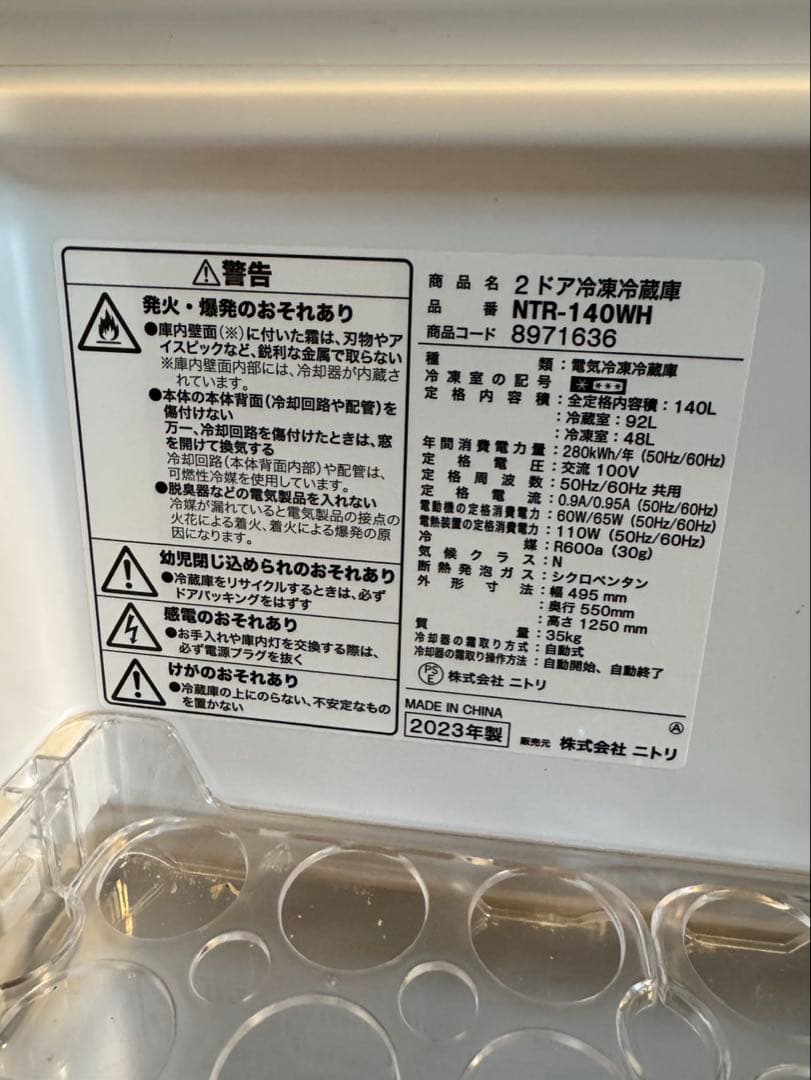 警告
発火・爆発のおそれあり
●庫内壁面(※)に付いた霜は、刃物やア
イスピックなど、鋭利な金属で取らない
※庫内壁面内部には、冷却器が内蔵さ
れています。
●本体の本体背面(冷却回路や配管)を
傷付けない
万一、冷却回路を傷付けたときは、窓
を開けて換気する
冷却回路(本体背面内部)や配管は、
可燃性冷媒を使用しています。
●脱臭器などの電気製品を入れない
冷媒が漏れていると電気製品の接点の
火花による着火、着火による爆発の原
因になります。
幼児閉じ込められのおそれあり
●冷蔵庫をリサイクルするときは、必ず
ドアパッキングをはずす
感電のおそれあり
●お手入れや庫内灯を交換する際は、
必ず電源プラグを抜く
けがのおそれあり
●冷蔵庫の上にのらない、不安定なもの
を置かない
商品名 2ドア冷凍冷蔵庫
品番 NTR-140WH
商品コード 8971636
種類:電気冷凍冷蔵庫
冷凍室の記号 * ***
定格内容積:全定格内容積:140L
:冷蔵室:92L
:冷凍室:48L
年間消費電力量:280kWh/年(50Hz/60Hz)
定格電圧:交流 100V
定格周波数:50Hz/60Hz 共用
定格電流:0.9A/0.95A(50Hz/60Hz)
電動機の定格消費電力:60W/65W(50Hz/60Hz)
電熱装置の定格消費電力:110W(50Hz/60Hz)
冷媒:R600a(30g)
気候クラス:N
断熱発泡ガス:シクロペンタン
外形寸法:幅 495 mm
:奥行 550mm
:高さ 1250 mm
質量:35kg
冷却器の霜取り方式:自動式
冷却器の霜取り操作方法:自動開始、自動終了
PSE 株式会社 ニトリ
MADE IN CHINA
2023年製
Ⓐ
販売元 株式会社 ニトリ